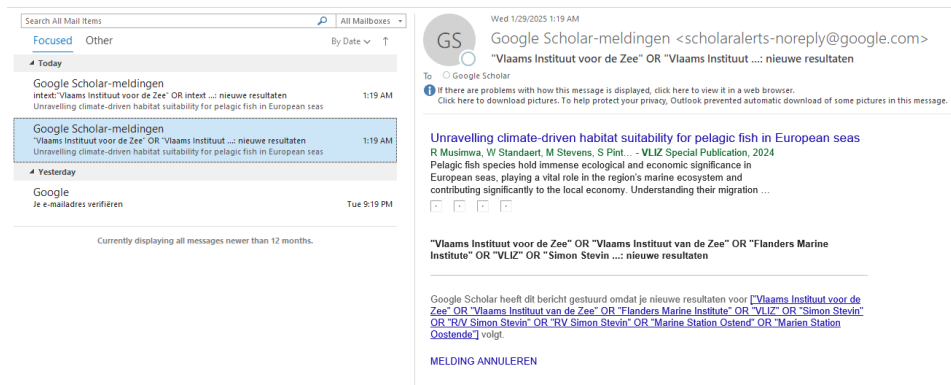 Search All Mail Items
All Mailboxes
Focused Other
By Date
Today
Google Scholar-meldingen
intext:"Vlaams Instituut voor de Zee" OR intext ...: nieuwe resultaten 1:19 AM
Unravelling climate-driven habitat suitability for pelagic fish in European seas
Google Scholar-meldingen
"Vlaams Instituut voor de Zee" OR "Vlaams Instituut ...: nieuwe resultaten 1:19 AM
Unravelling climate-driven habitat suitability for pelagic fish in European seas
Yesterday
Google
Je e-mailadres verifiëren Tue 9:19 PM
Currently displaying all messages newer than 12 months.
GS
Wed 1/29/2025 1:19 AM
Google Scholar-meldingen <scholaralerts-noreply@google.com>
"Vlaams Instituut voor de Zee" OR "Vlaams Instituut ...: nieuwe resultaten
To Google Scholar
If there are problems with how this message is displayed, click here to view it in a web browser.
Click here to download pictures. To help protect your privacy, Outlook prevented automatic download of some pictures in this message.
Unravelling climate-driven habitat suitability for pelagic fish in European seas
R Musimwa, W Standaert, M Stevens, S Pint... - VLIZ Special Publication, 2024
Pelagic fish species hold immense ecological and economic significance in
European seas, playing a vital role in the region's marine ecosystem and
contributing significantly to the local economy. Understanding their migration ...
"Vlaams Instituut voor de Zee" OR "Vlaams Instituut van de Zee" OR "Flanders Marine
Institute" OR "VLIZ" OR "Simon Stevin ...: nieuwe resultaten
Google Scholar heeft dit bericht gestuurd omdat je nieuwe resultaten voor ["Vlaams Instituut voor de
Zee" OR "Vlaams Instituut van de Zee" OR "Flanders Marine Institute" OR "VLIZ" OR "Simon Stevin"
OR "R/V Simon Stevin" OR "RV Simon Stevin" OR "Marine Station Ostend" OR "Marien Station
Oostende"] volgt.
MELDING ANNULEREN